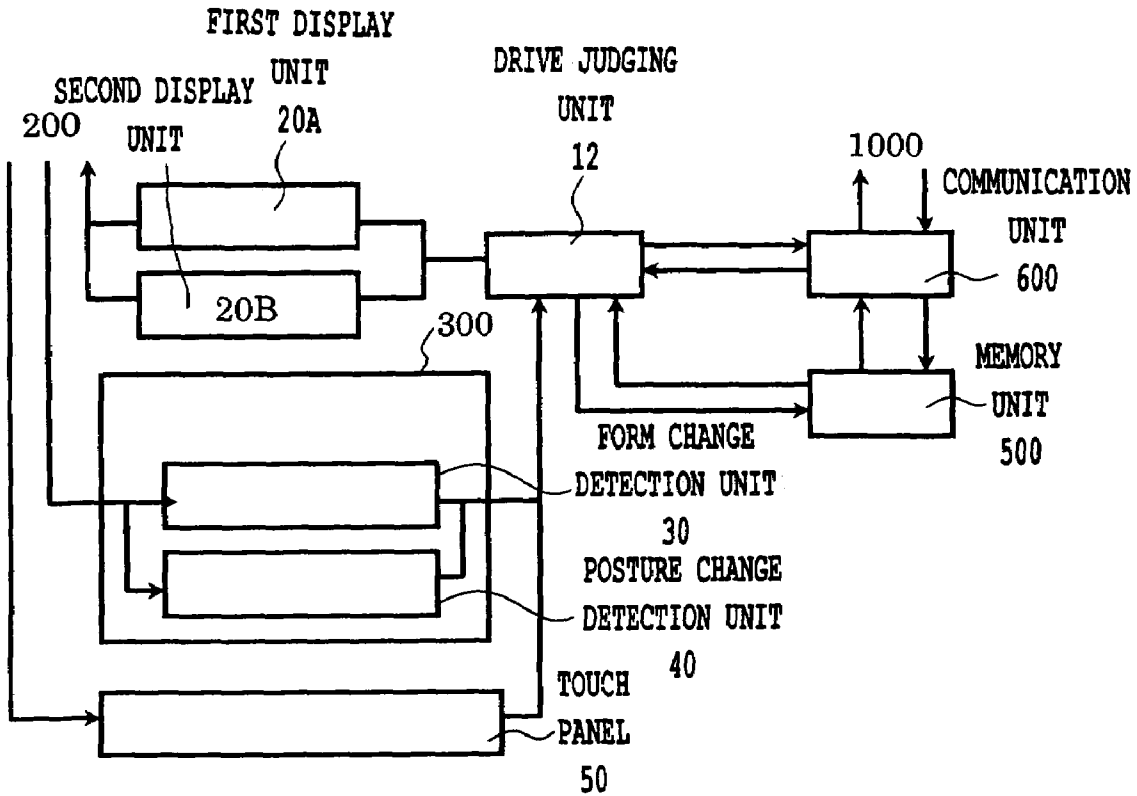 FIRST DISPLAY
UNIT
20A
SECOND DISPLAY
UNIT
200
DRIVE JUDGING
UNIT
12
1000
COMMUNICATION
UNIT
600
20B
300
MEMORY
UNIT
500
FORM CHANGE
DETECTION UNIT
30
POSTURE CHANGE
DETECTION UNIT
40
TOUCH
PANEL
50